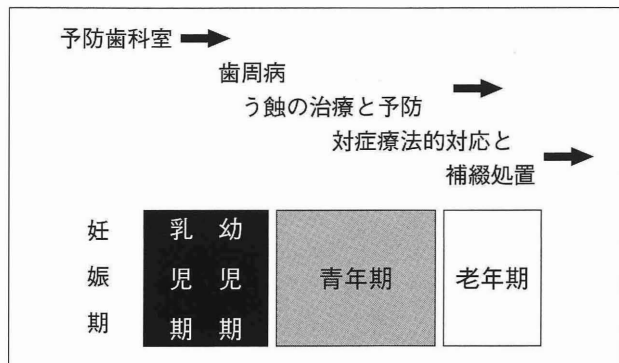 予防歯科室
歯周病
う蝕の治療と予防
対症療法的対応と
補綴処置
妊娠期
乳児期
幼児期
青年期
老年期